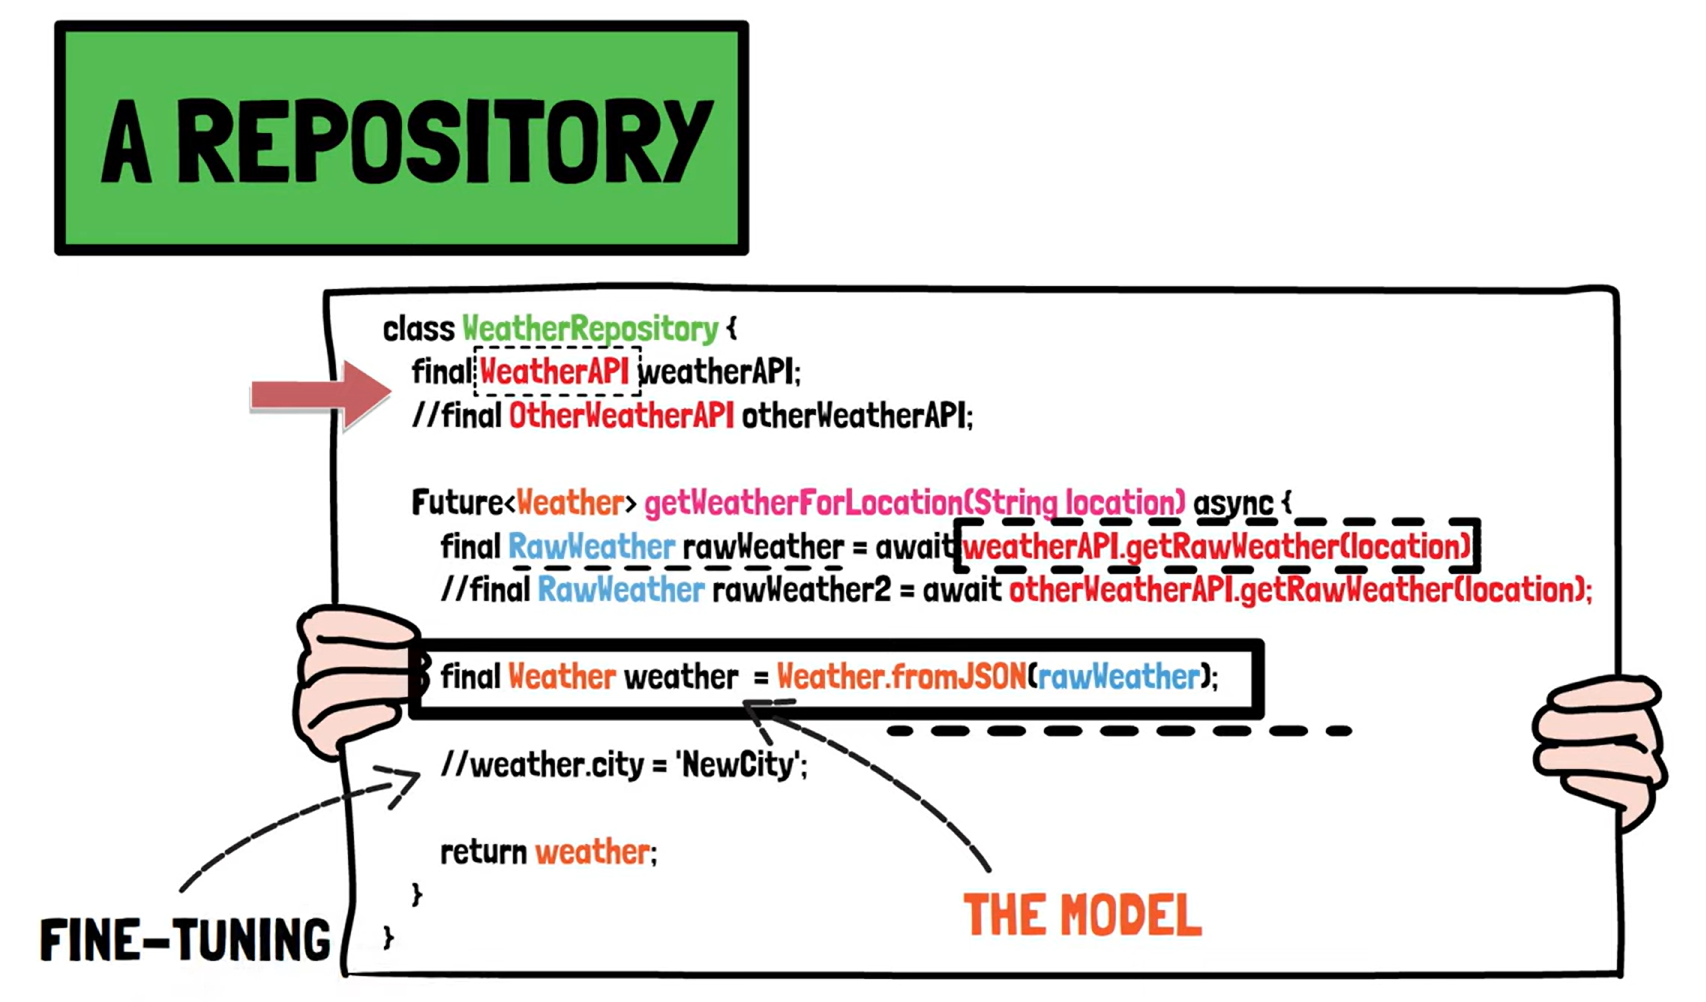 A REPOSITORY
class WeatherRepository {
final WeatherAPI weatherAPI;
//final OtherWeatherAPI otherWeatherAPI;
Future<Weather> getWeatherForLocation(String location) async {
final RawWeather rawWeather = await weatherAPI.getRawWeather(location)
//final RawWeather rawWeather2 = await otherWeatherAPI.getRawWeather(location);
final Weather weather = Weather.fromJSON(rawWeather);
//weather.city = 'NewCity';
return weather;
}
}
FINE-TUNING
THE MODEL